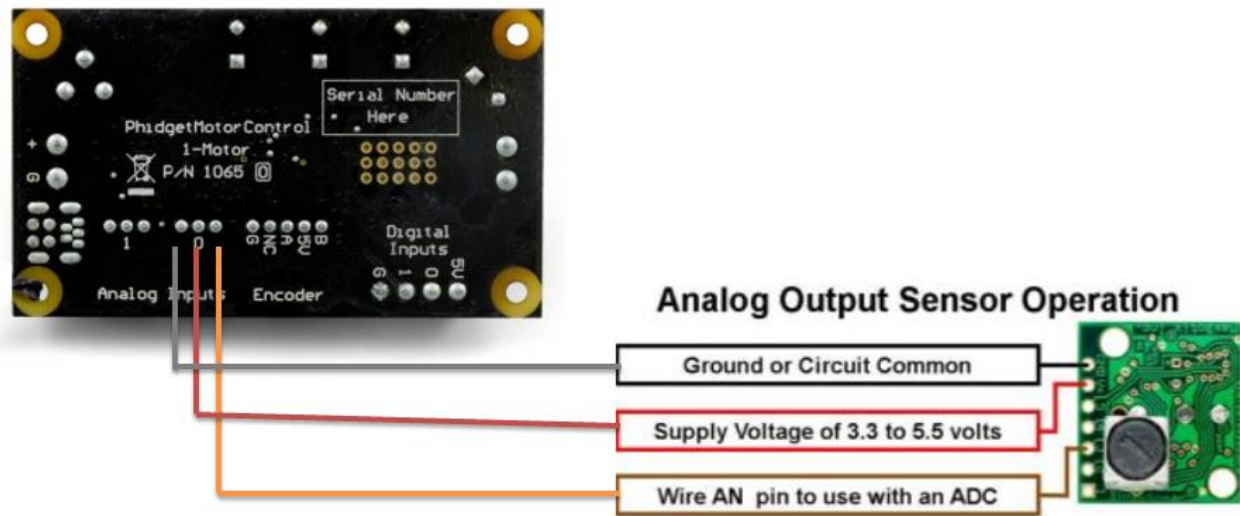 Serial Number
Here
PhidgetMotorControl
1-Motor
P/N 1065 0
+
G
1
0
G
NC
A
5V
B
Digital
Inputs
G
1
0
5V
Analog Inputs
Encoder
Analog Output Sensor Operation
Ground or Circuit Common
Supply Voltage of 3.3 to 5.5 volts
Wire AN pin to use with an ADC